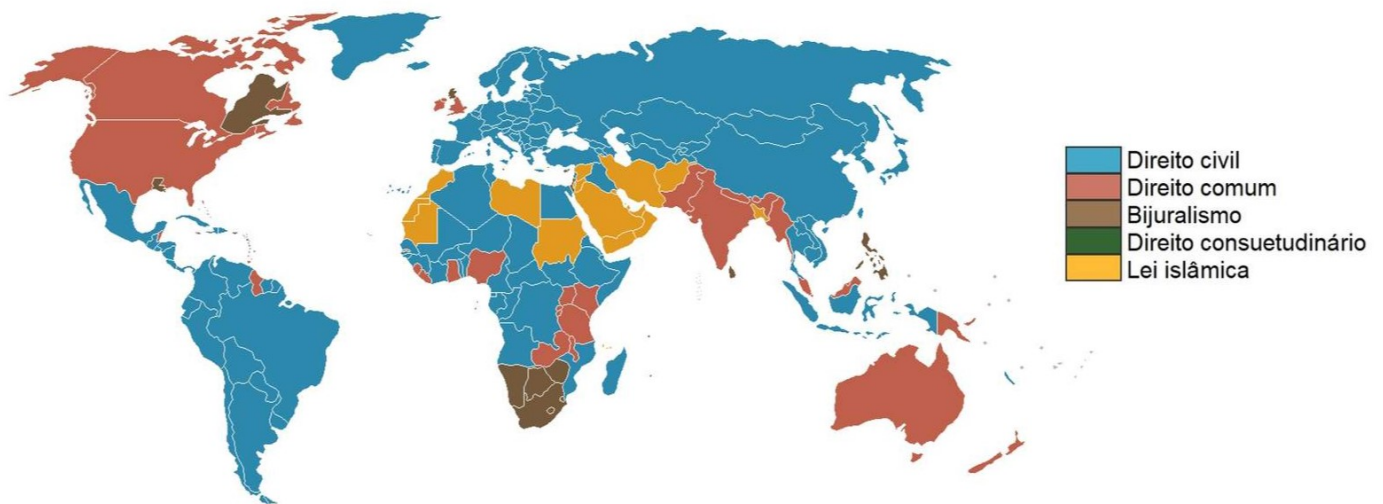 Direito civil
Direito comum
Bijuralismo
Direito consuetudinário
Lei islâmica